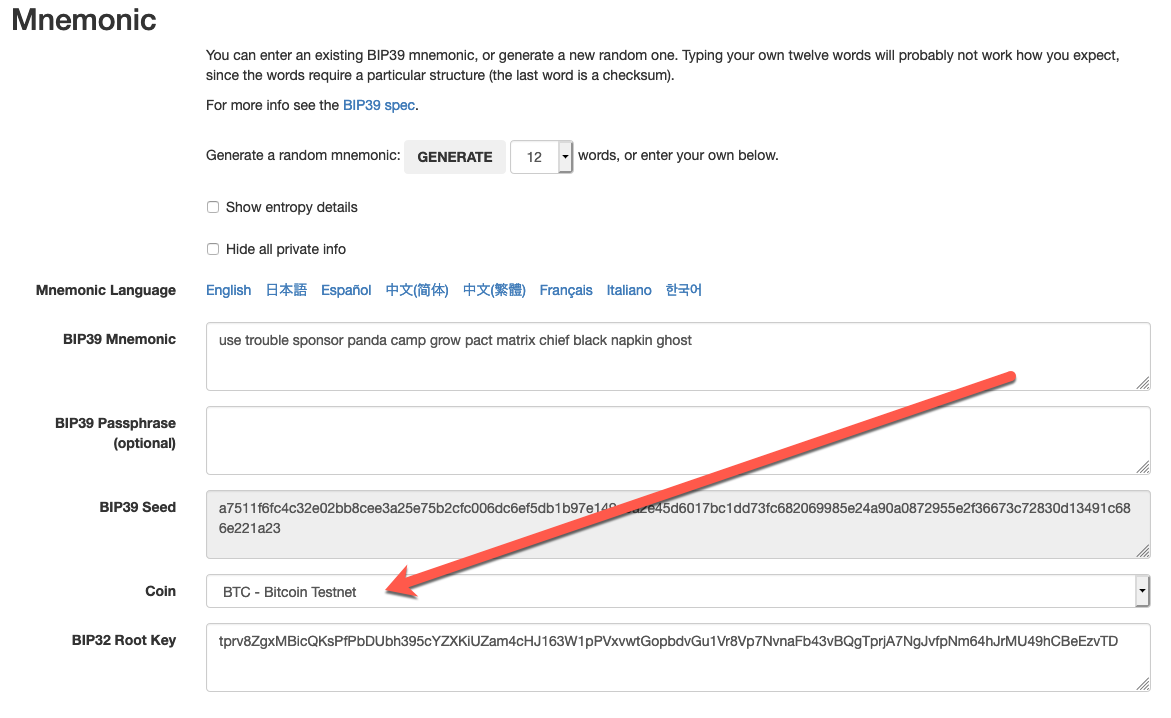 Mnemonic
You can enter an existing BIP39 mnemonic, or generate a new random one. Typing your own twelve words will probably not work how you expect,
since the words require a particular structure (the last word is a checksum).
For more info see the BIP39 spec.
Generate a random mnemonic: GENERATE 12 words, or enter your own below.
Show entropy details
Hide all private info
Mnemonic Language English 日本語 Español 中文(简体) 中文(繁體) Français Italiano 한국어
BIP39 Mnemonic use trouble sponsor panda camp grow pact matrix chief black napkin ghost
BIP39 Passphrase
(optional)
BIP39 Seed
6e221a23
Coin BTC - Bitcoin Testnet
BIP32 Root Key tprv8ZgxMBicQKsPfPbDUbh395cYZXKiUZam4cHJ163W1pPVxvwtGopbdvGu1Vr8Vp7NvnaFb43vBQgTprjA7NgJvfpNm64hJrMU49hCBeEzvTD